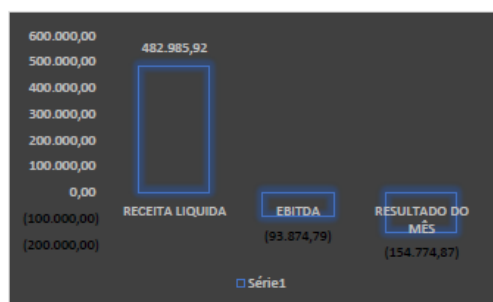 600.000,00
500.000,00
400.000,00
300.000,00
200.000,00
100.000,00
0,00
(100.000,00)
(200.000,00)
482.985,92
RECEITA LIQUIDA
EBITDA
(93.874,79)
RESULTADO DO
MÊS
(154.774,87)
Série1